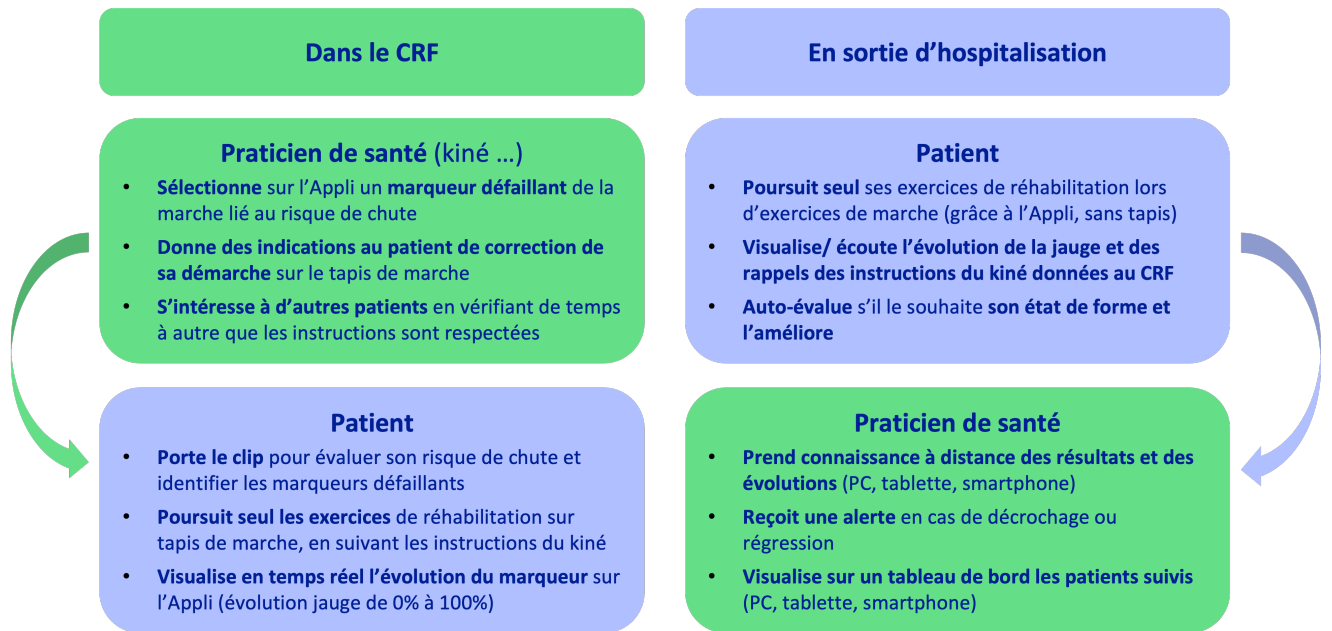 Dans le CRF
Praticien de santé (kiné …)
• Sélectionne sur l’Appli un marqueur défaillant de la
marche lié au risque de chute
• Donne des indications au patient de correction de
sa démarche sur le tapis de marche
• S’intéresse à d’autres patients en vérifiant de temps
à autre que les instructions sont respectées
Patient
• Porte le clip pour évaluer son risque de chute et
identifier les marqueurs défaillants
• Poursuit seul les exercices de réhabilitation sur
tapis de marche, en suivant les instructions du kiné
• Visualise en temps réel l’évolution du marqueur sur
l’Appli (évolution jauge de 0% à 100%)
En sortie d’hospitalisation
Patient
• Poursuit seul ses exercices de réhabilitation lors
d’exercices de marche (grâce à l’Appli, sans tapis)
• Visualise/ écoute l’évolution de la jauge et des
rappels des instructions du kiné données au CRF
• Auto-évalue s’il le souhaite son état de forme et
l’améliore
Praticien de santé
• Prend connaissance à distance des résultats et des
évolutions (PC, tablette, smartphone)
• Reçoit une alerte en cas de décrochage ou
régression
• Visualise sur un tableau de bord les patients suivis
(PC, tablette, smartphone)